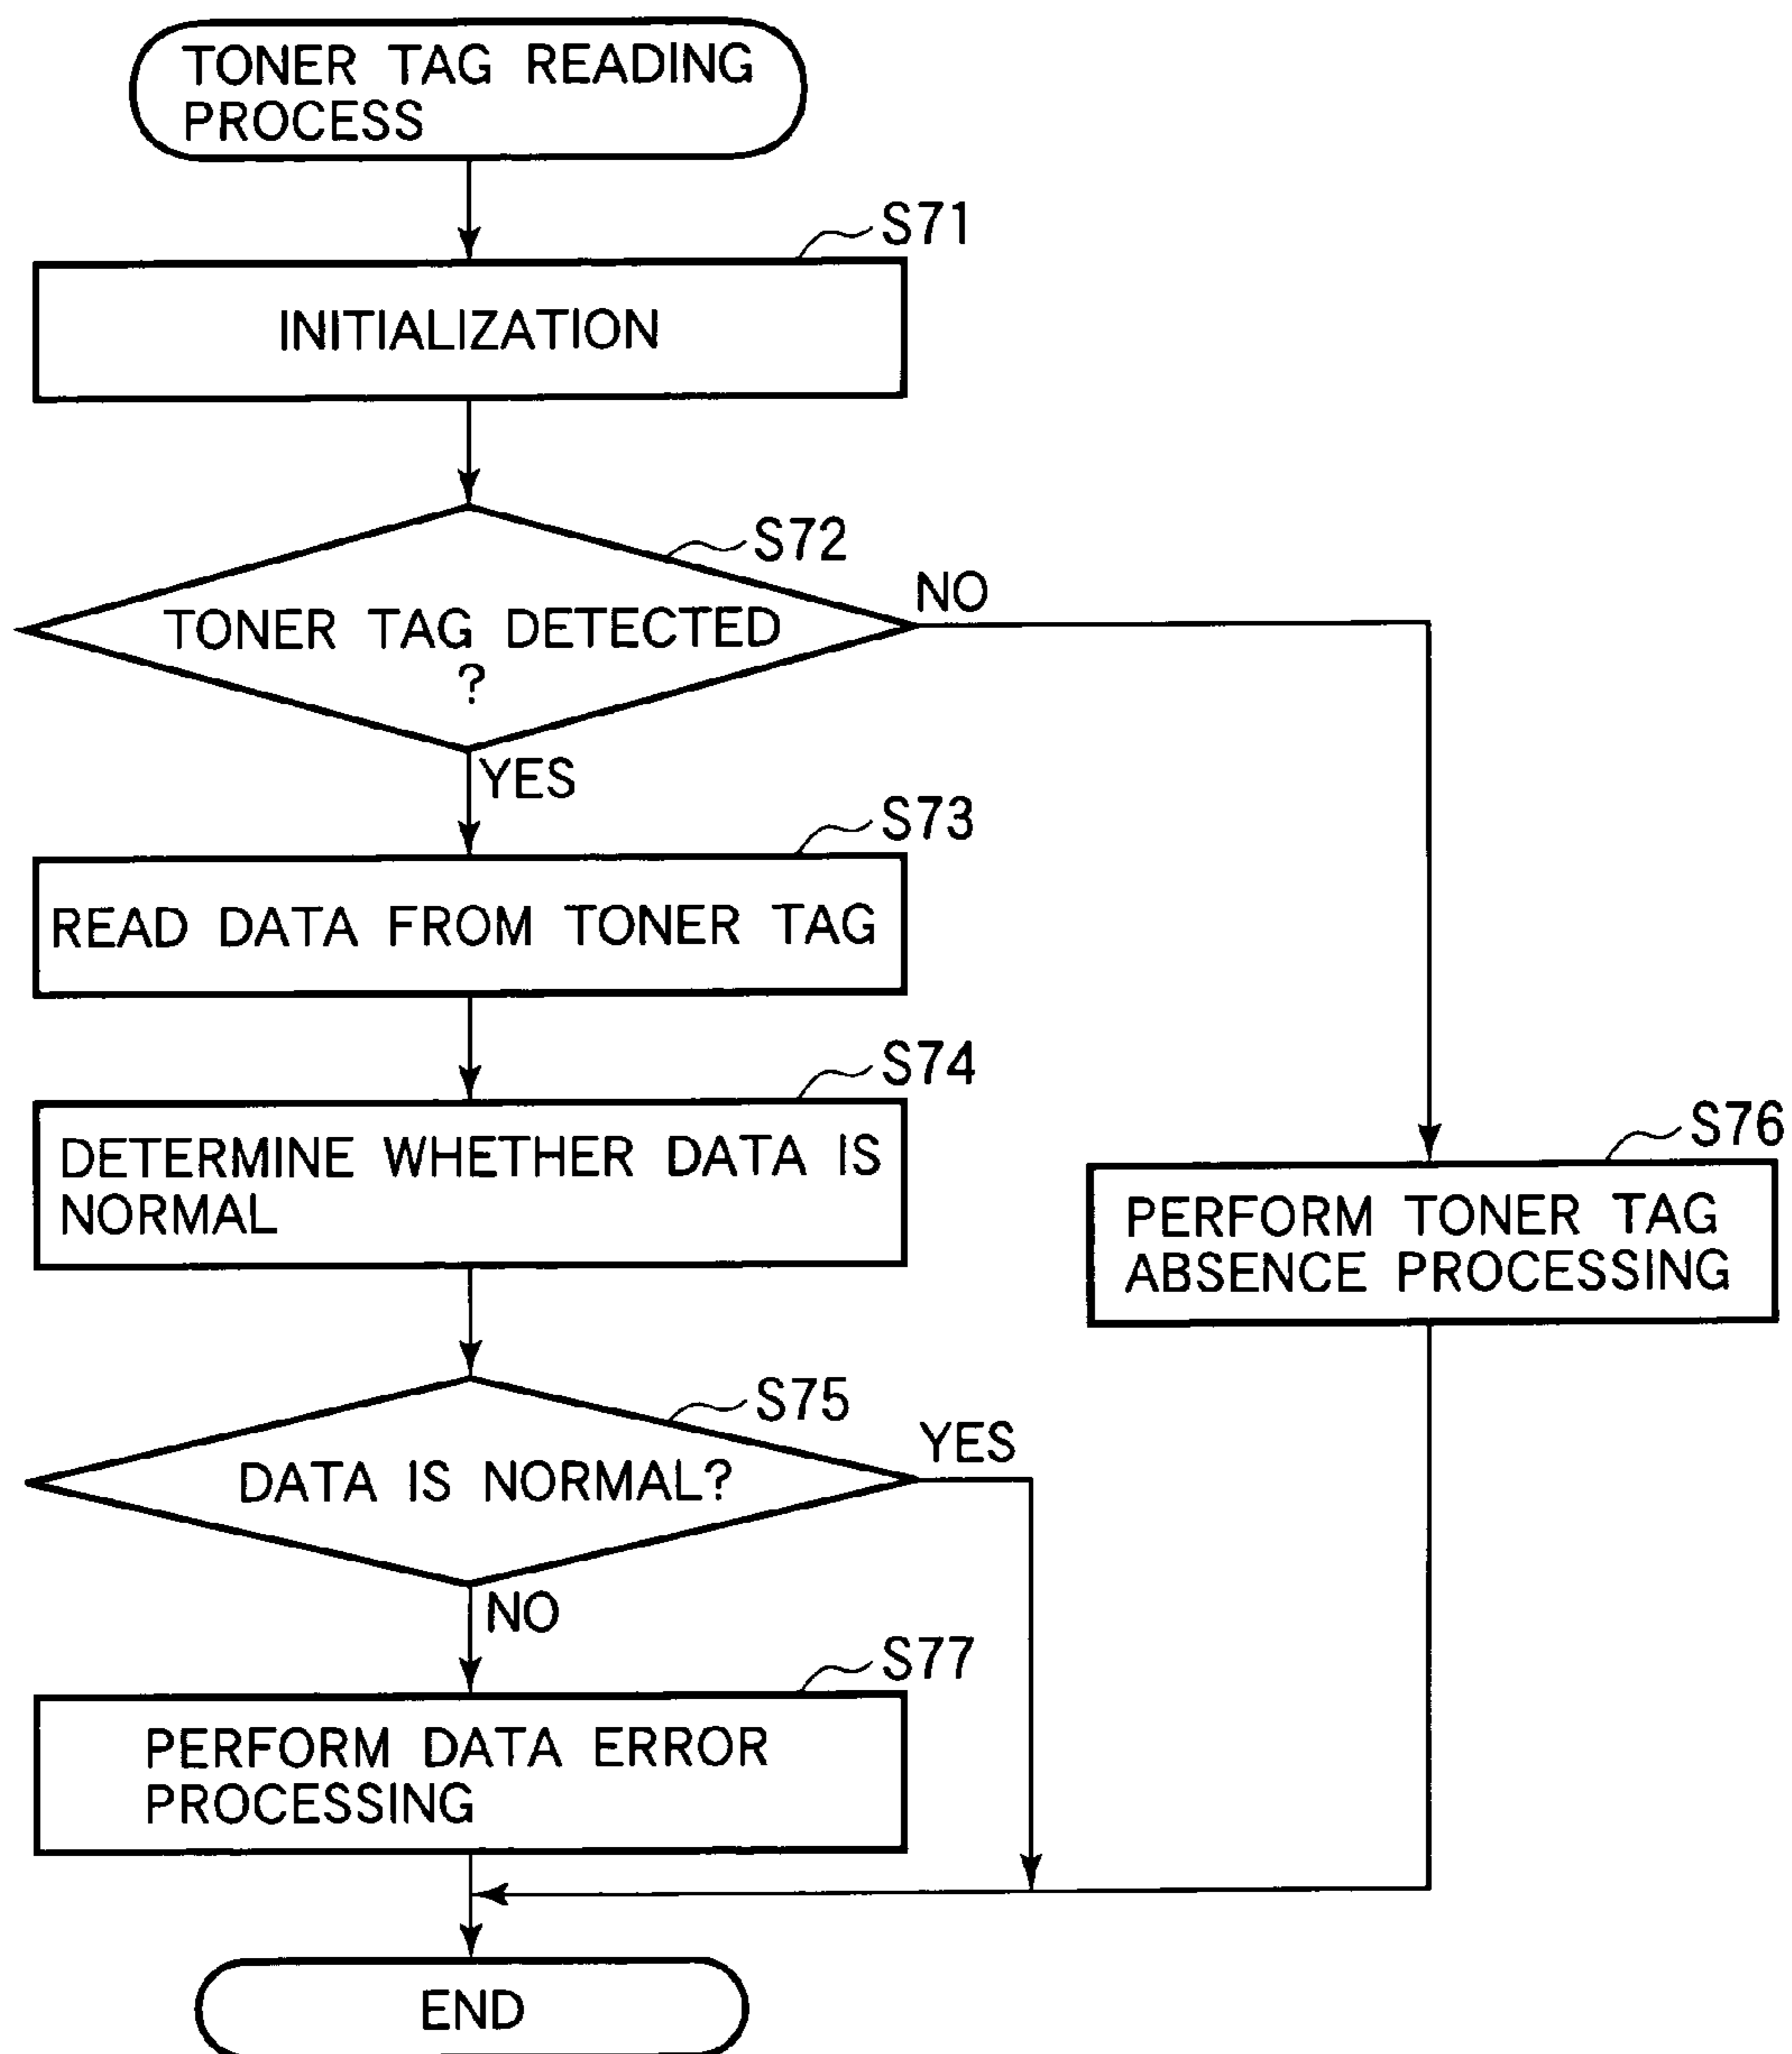 TONER TAG READING
PROCESS
S71
INITIALIZATION
S72
TONER TAG DETECTED
?
NO
YES
S73
READ DATA FROM TONER TAG
S74
DETERMINE WHETHER DATA IS
NORMAL
S76
PERFORM TONER TAG
ABSENCE PROCESSING
S75
DATA IS NORMAL?
YES
NO
S77
PERFORM DATA ERROR
PROCESSING
END